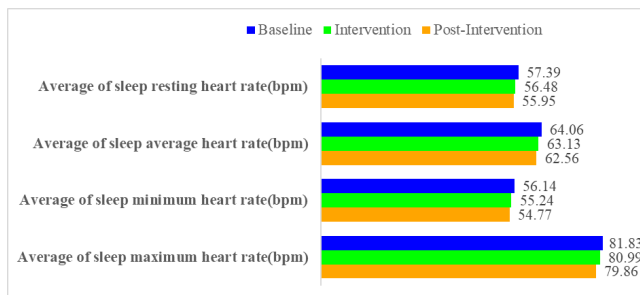 Baseline Intervention Post-Intervention
Average of sleep resting heart rate(bpm)
57.39
56.48
55.95
Average of sleep average heart rate(bpm)
64.06
63.13
62.56
Average of sleep minimum heart rate(bpm)
56.14
55.24
54.77
Average of sleep maximum heart rate(bpm)
81.83
80.99
79.86